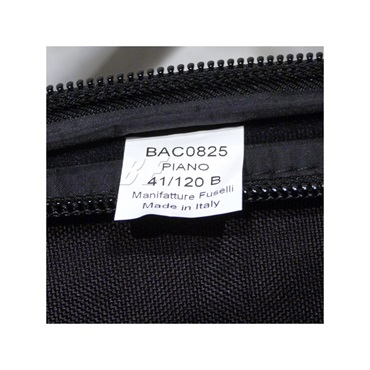 BAC0825
PIANO
41/120 B
Manifatture Fuselli
Made in Italy